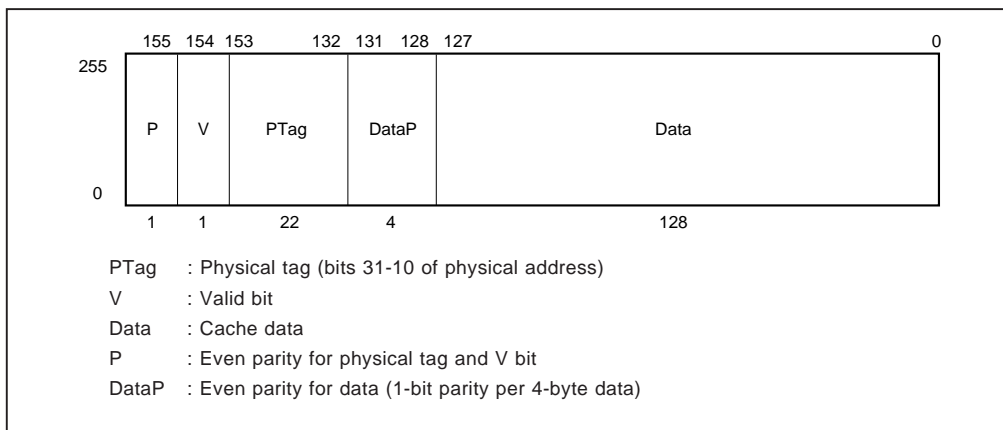 155 154 153 132 131 128 127 0
255
P V PTag DataP Data
0
1 1 22 4 128
PTag : Physical tag (bits 31-10 of physical address)
V : Valid bit
Data : Cache data
P : Even parity for physical tag and V bit
DataP : Even parity for data (1-bit parity per 4-byte data)